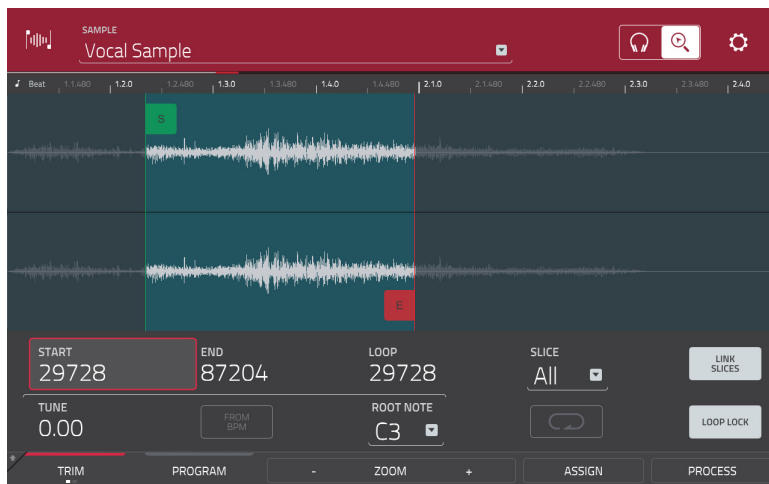 SAMPLE
Vocal Sample
Beat 1.1.480 1.2.0 1.2.480 1.3.0 1.3.480 1.4.0 1.4.480 2.1.0 2.1.480 2.2.0 2.2.480 2.3.0 2.3.480 2.4.0
S
E
START END LOOP SLICE
29728 87204 29728 All
LINK SLICES
TUNE
0.00
FROM BPM
ROOT NOTE
C3
LOOP LOCK
TRIM PROGRAM - ZOOM + ASSIGN PROCESS